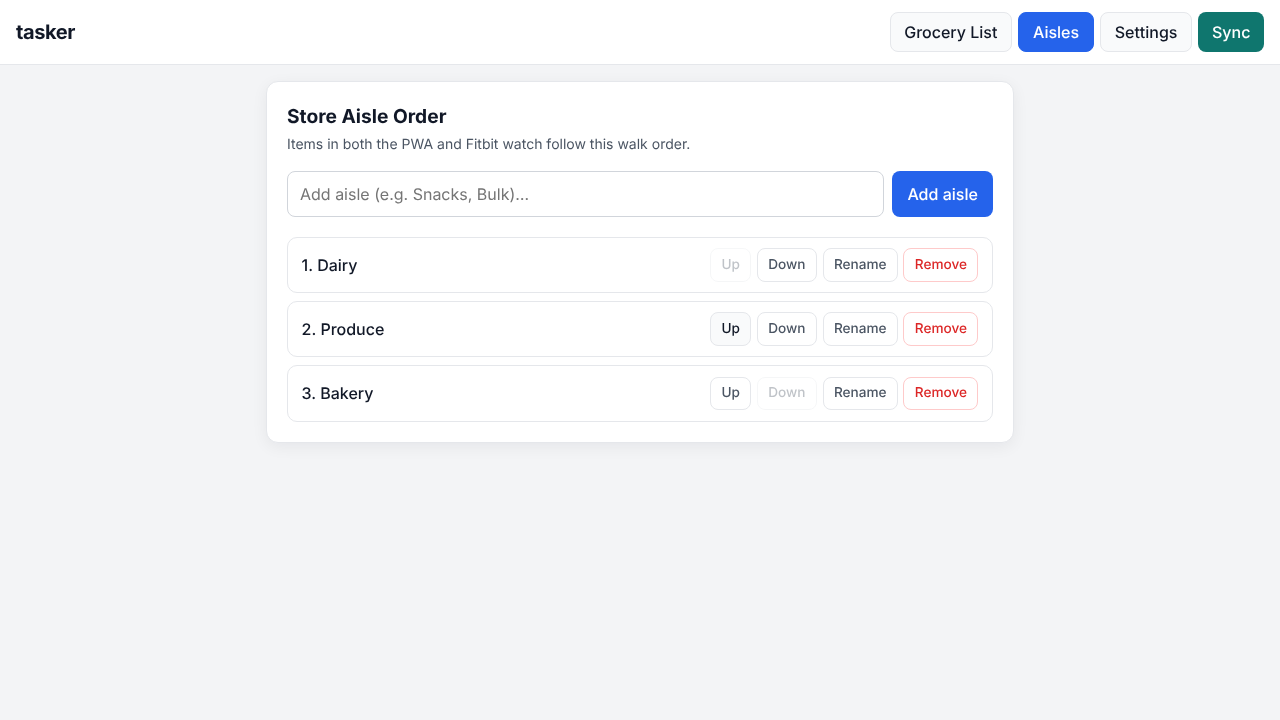 tasker
Grocery List
Aisles
Settings
Sync
Store Aisle Order
Items in both the PWA and Fitbit watch follow this walk order.
Add aisle (e.g. Snacks, Bulk)...
Add aisle
1. Dairy
Up
Down
Rename
Remove
2. Produce
Up
Down
Rename
Remove
3. Bakery
Up
Down
Rename
Remove